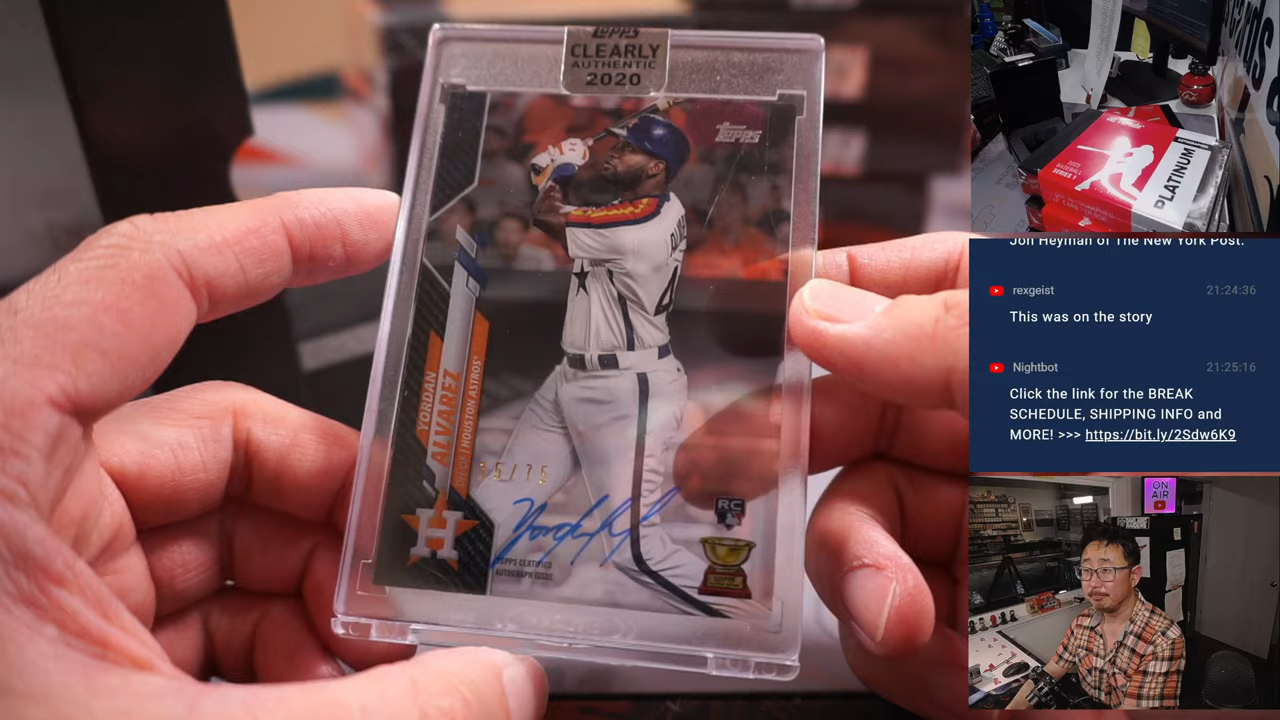 Topps
CLEARLY
AUTHENTIC
2020
Topps
4
YORDAN
ALVAREZ
HOUSTON ASTROS
/75
H
TOPPS CERTIFIED
AUTOGRAPH ISSUE
RC
PLATINUM
Jon Heyman of The New York Post.
rexgeist 21:24:36
This was on the story
Nightbot 21:25:16
Click the link for the BREAK
SCHEDULE, SHIPPING INFO and
MORE! >>> https://bit.ly/2Sdw6K9
ON
AIR